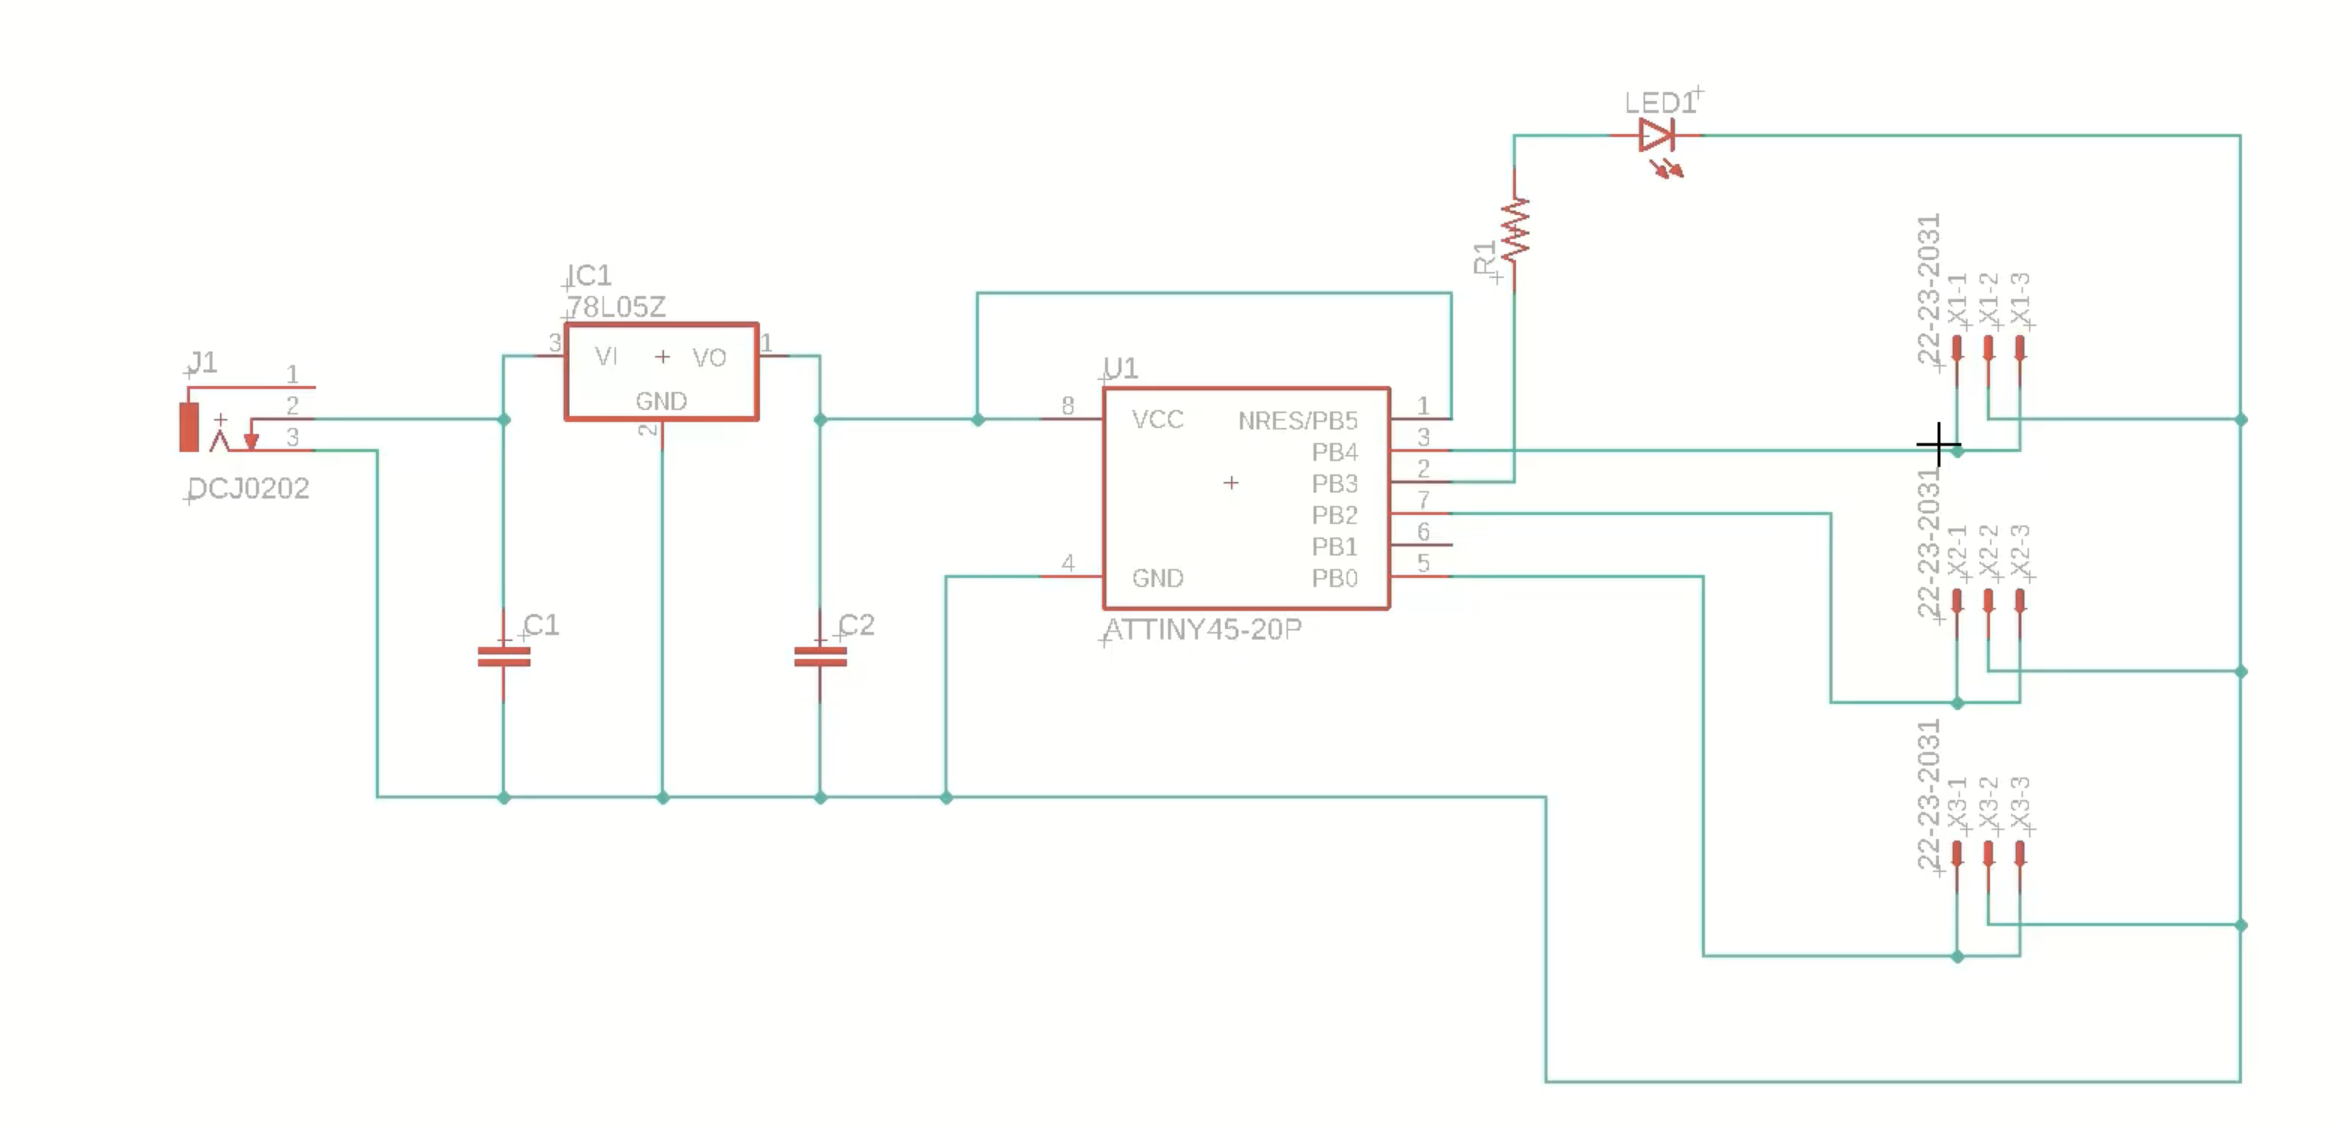 LED1
R1
IC1
78L05Z
3
VI
VO
1
GND
2
J1
1
2
3
DCJ0202
U1
8
VCC
4
GND
NRES/PB5
1
PB4
3
PB3
2
PB2
7
PB1
6
PB0
5
ATTINY45-20P
C1
C2
22-23-2031
X1-1
X1-2
X1-3
22-23-2031
X2-1
X2-2
X2-3
22-23-2031
X3-1
X3-2
X3-3